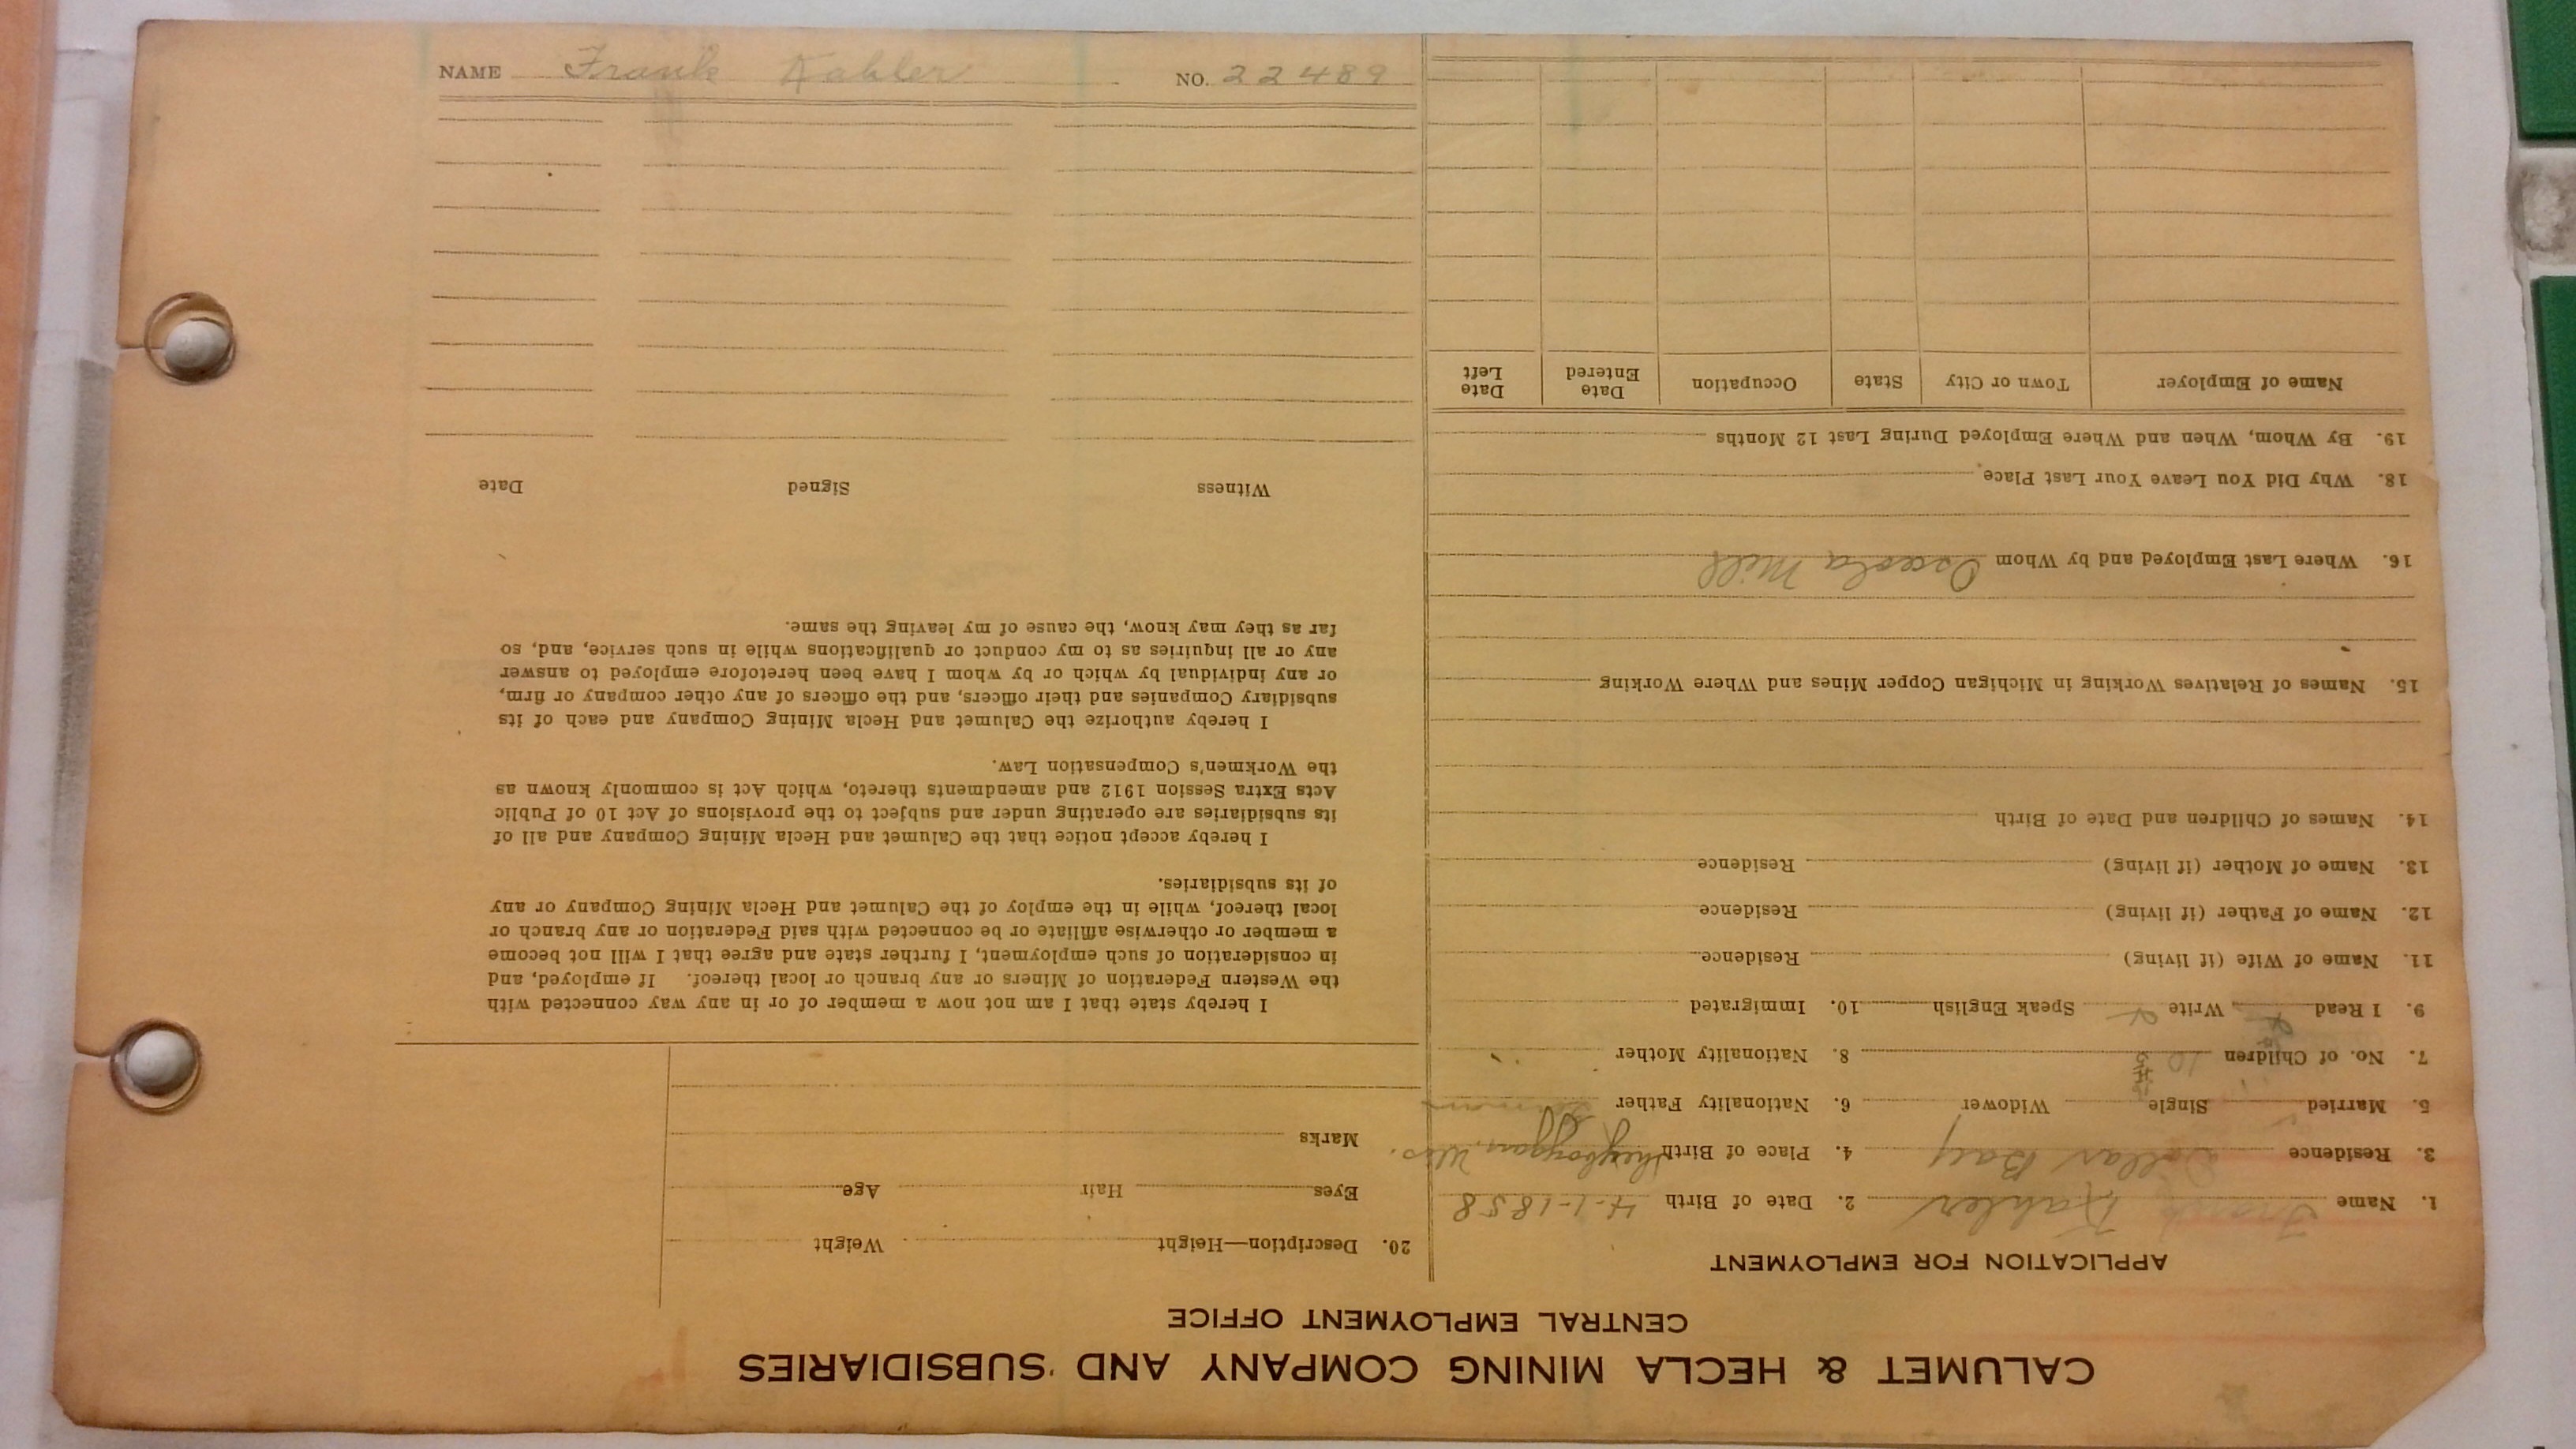 NAME Frank Kahler NO. 22489
CALUMET & HECLA MINING COMPANY AND SUBSIDIARIES
CENTRAL EMPLOYMENT OFFICE
APPLICATION FOR EMPLOYMENT
1. Name Frank Kahler 2. Date of Birth 4-1-1858
3. Residence Dollar Bay 4. Place of Birth Sheyboygan, Wis.
5. Married Single Widower 6. Nationality Father German
7. No. of Children 10 8. Nationality Mother "
9. I Read Write Speak English 10. Immigrated
11. Name of Wife (if living) Residence
12. Name of Father (if living) Residence
13. Name of Mother (if living) Residence
14. Names of Children and Date of Birth
15. Names of Relatives Working in Michigan Copper Mines and Where Working
16. Where Last Employed and by Whom Osceola Mill
18. Why Did You Leave Your Last Place
19. By Whom, When and Where Employed During Last 12 Months
Name of Employer Town or City State Occupation Date Entered Date Left
20. Description—Height Weight
Eyes Hair Age
Marks
I hereby state that I am not now a member of or in any way connected with
the Western Federation of Miners or any branch or local thereof. If employed, and
in consideration of such employment, I further state and agree that I will not become
a member or otherwise affiliate or be connected with said Federation or any branch or
local thereof, while in the employ of the Calumet and Hecla Mining Company or any
of its subsidiaries.
I hereby accept notice that the Calumet and Hecla Mining Company and all of
its subsidiaries are operating under and subject to the provisions of Act 10 of Public
Acts Extra Session 1912 and amendments thereto, which Act is commonly known as
the Workmen's Compensation Law.
I hereby authorize the Calumet and Hecla Mining Company and each of its
subsidiary Companies and their officers, and the officers of any other company or firm,
or any individual by which or by whom I have been heretofore employed to answer
any or all inquiries as to my conduct or qualifications while in such service, and, so
far as they may know, the cause of my leaving the same.
Witness Signed Date